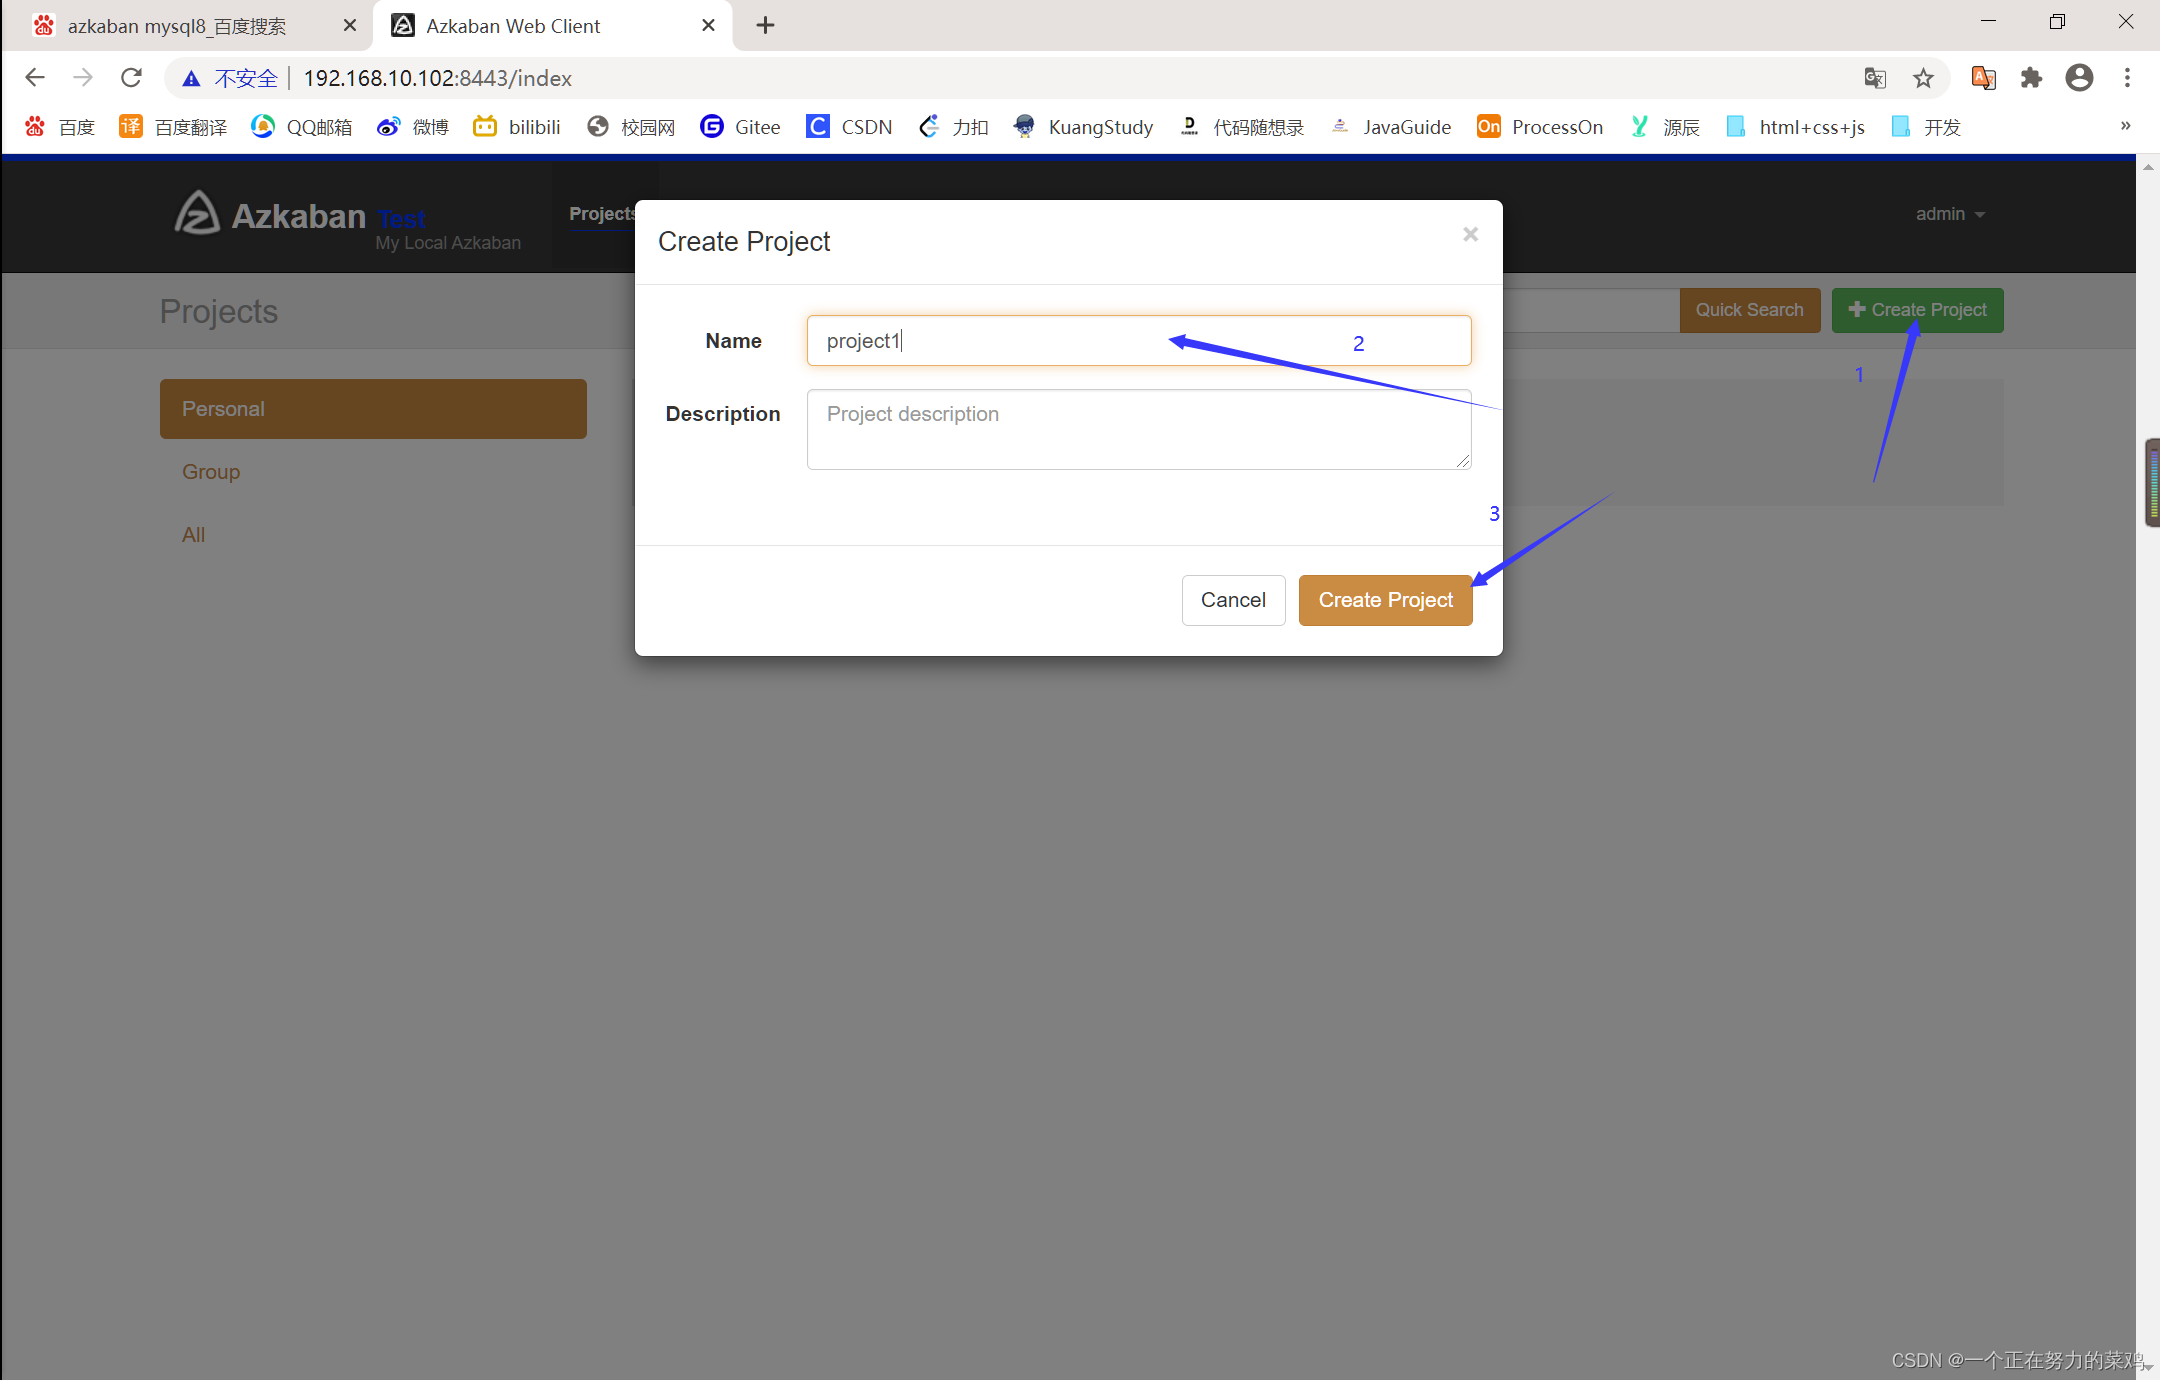 azkaban mysql8_百度搜索
Azkaban Web Client
不安全 192.168.10.102:8443/index
百度 百度翻译 QQ邮箱 微博 bilibili 校园网 Gitee CSDN 力扣 KuangStudy 代码随想录 JavaGuide ProcessOn 源辰 html+css+js 开发
Azkaban Test
My Local Azkaban
Projects
admin
Create Project
Projects
Quick Search
Create Project
Name
project1
2
1
Description
Project description
Personal
Group
All
3
Cancel
Create Project
CSDN @一个正在努力的菜鸡